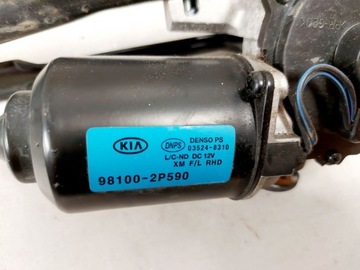 KIA
DNPS
DENSO PS
03524-8310
L/C-ND DC 12V
XM F/L RHD
98100-2P590